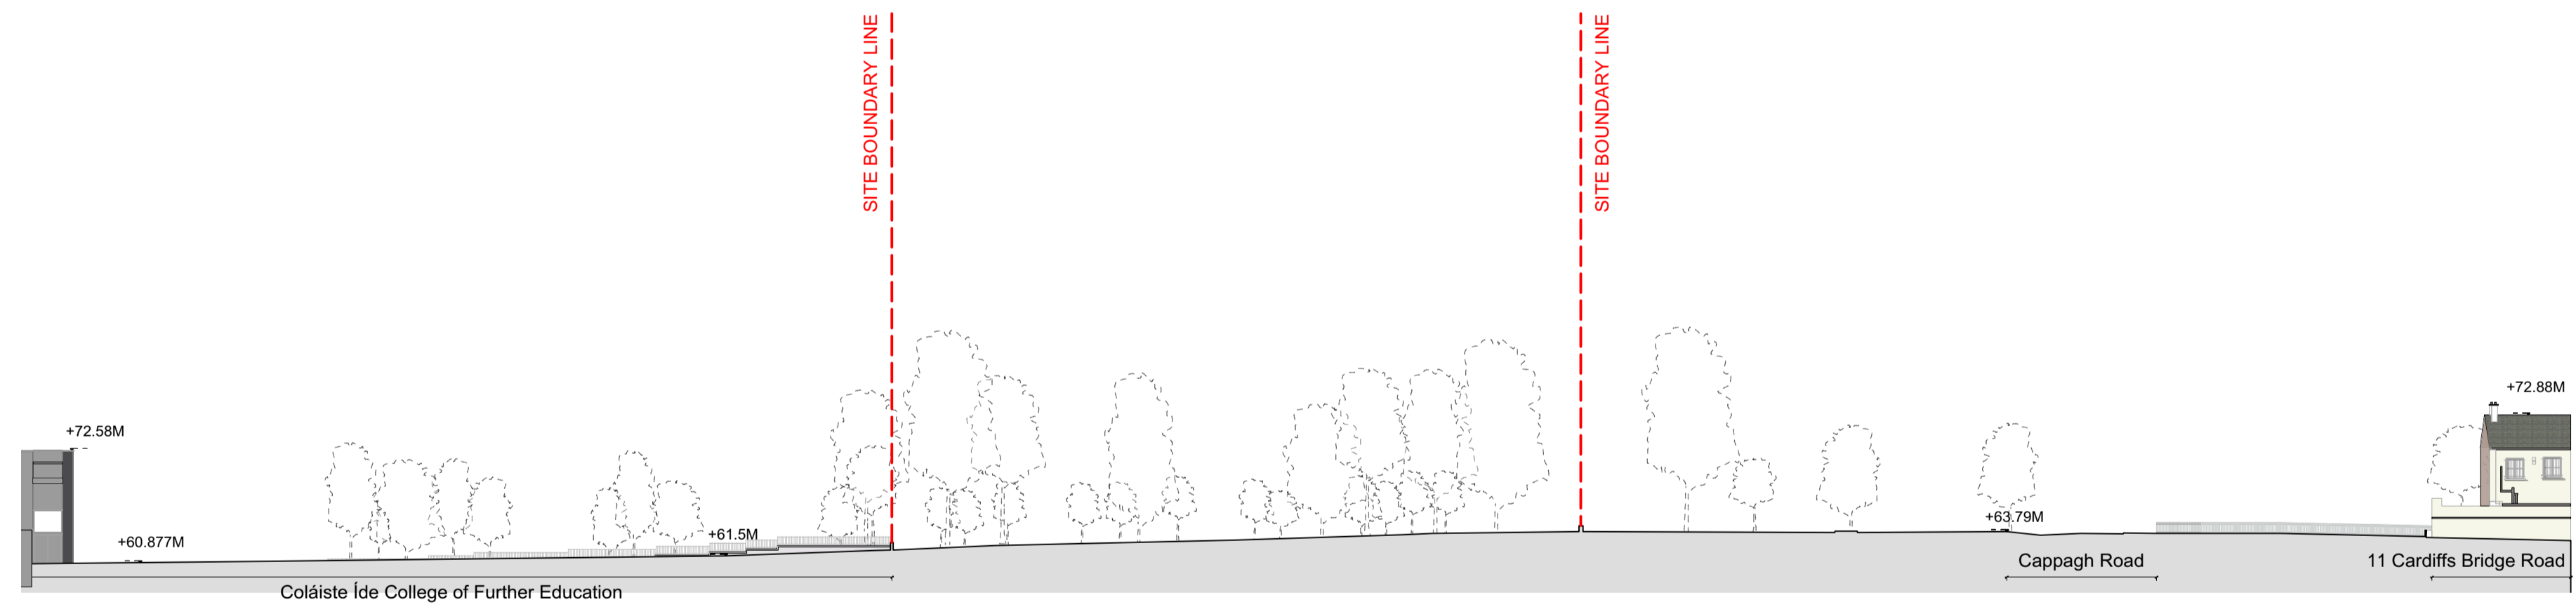 SITE BOUNDARY LINE
SITE BOUNDARY LINE
+72.88M
+72.58M
+63.79M
+61.5M
+60.877M
Cappagh Road
11 Cardiffs Bridge Road
Coláiste Íde College of Further Education